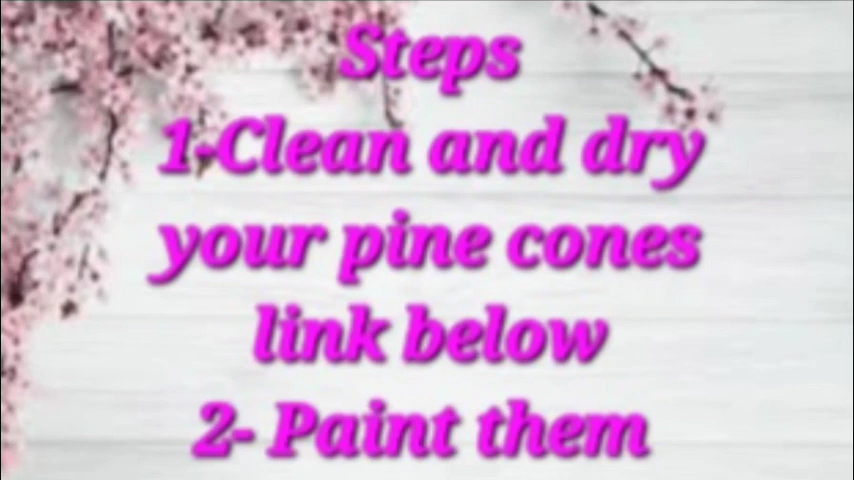 Steps
1-Clean and dry
your pine cones
link below
2- Paint them